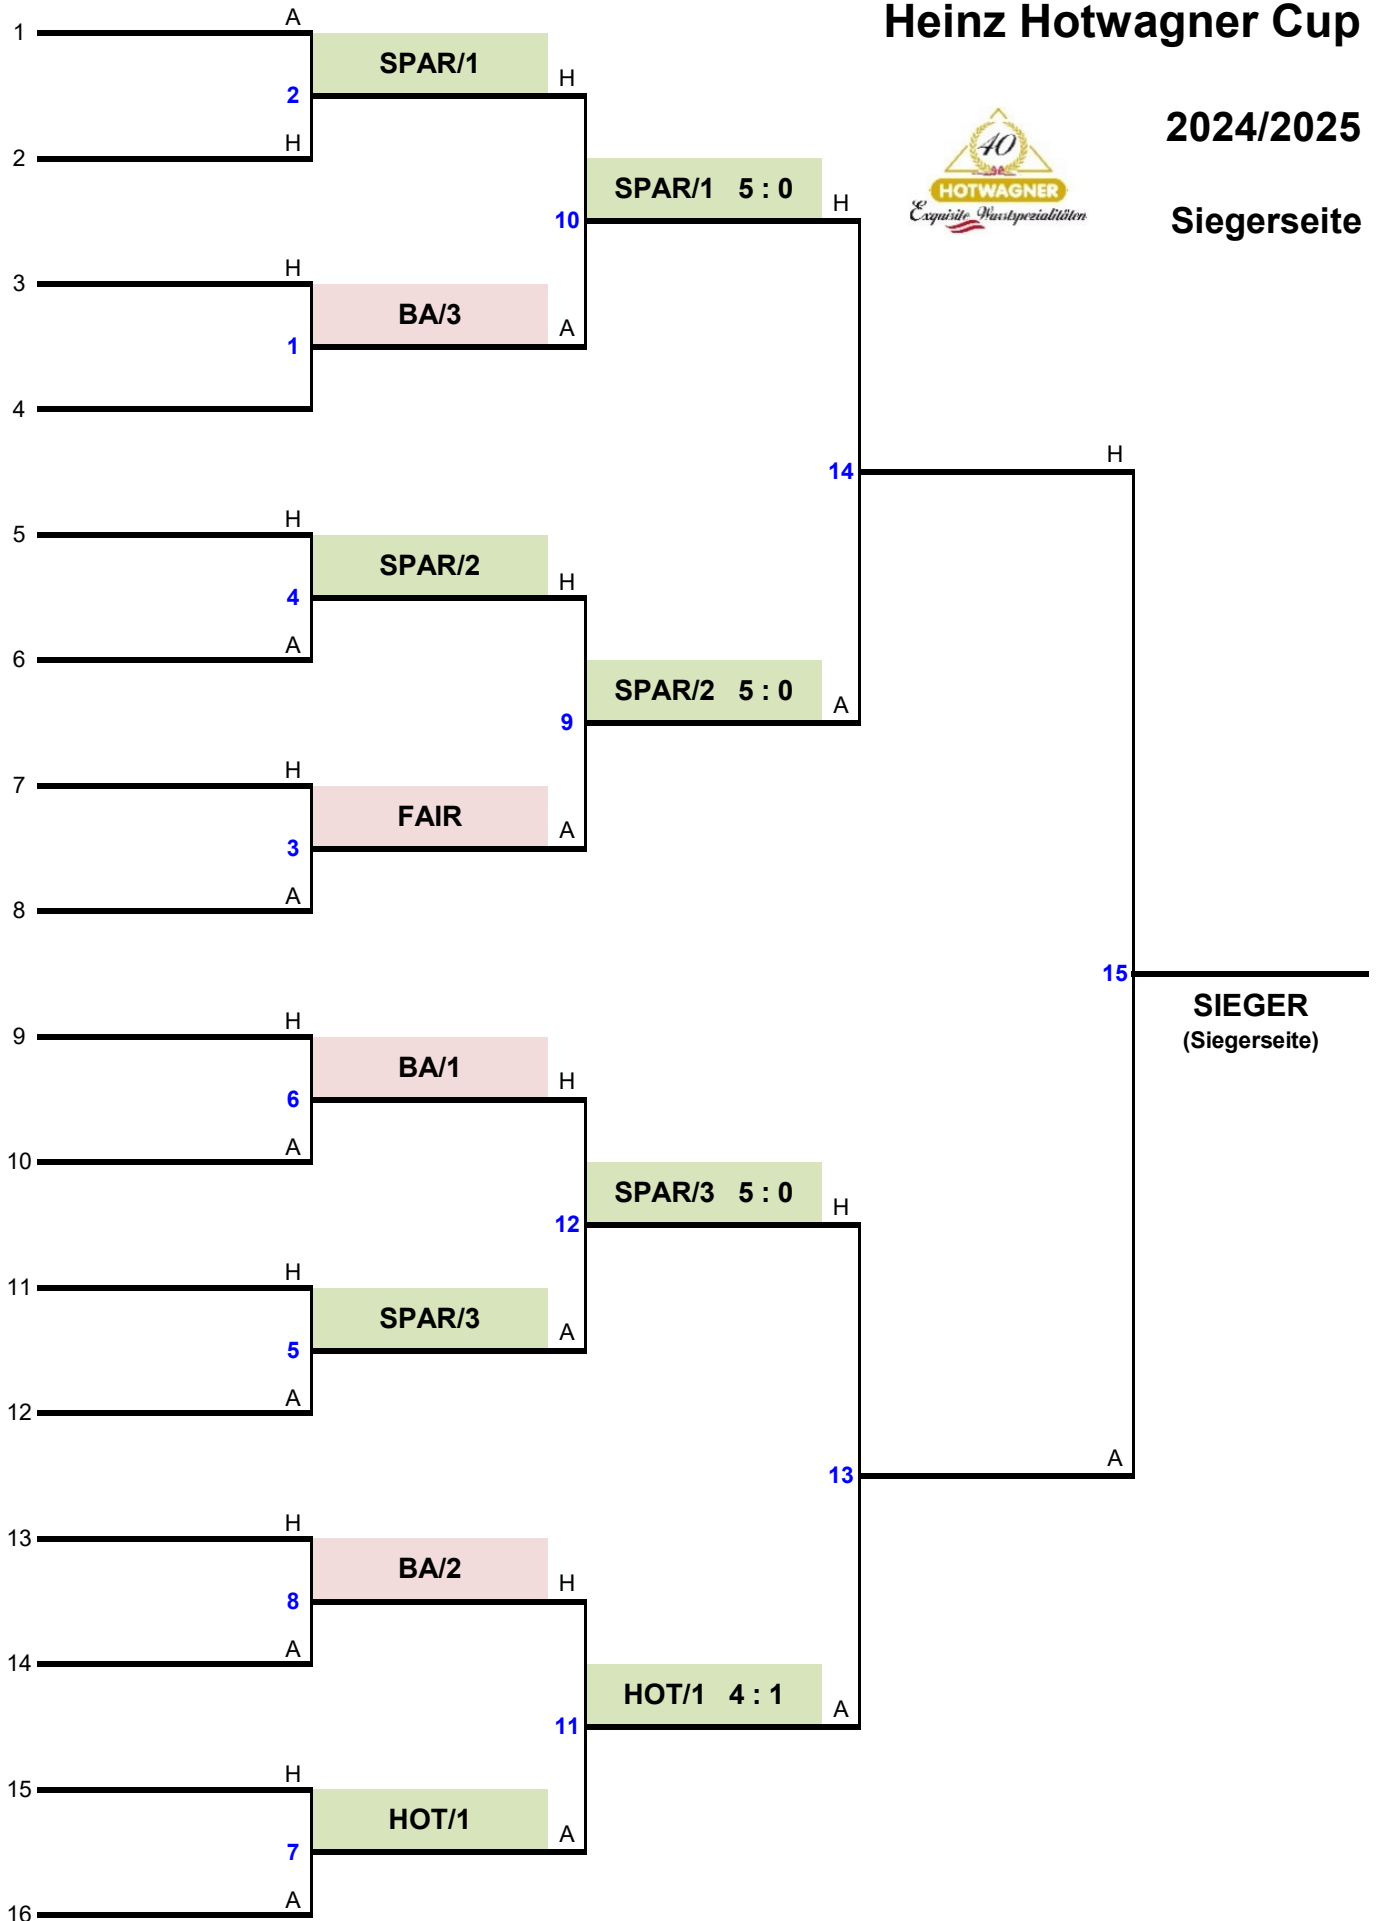 Heinz Hotwagner Cup
1
A
SPAR/1
2
H
H
2
40
HOTWAGNER
Exquisite Wurstspezialitäten
2024/2025
Siegerseite
SPAR/1 5 : 0
H
10
3
H
BA/3
A
1
4
14
H
5
H
SPAR/2
H
4
6
A
SPAR/2 5 : 0
A
9
7
H
FAIR
A
3
8
A
15
SIEGER
(Siegerseite)
9
H
BA/1
H
6
10
A
SPAR/3 5 : 0
H
12
11
H
SPAR/3
A
5
12
A
13
A
13
H
BA/2
H
8
14
A
HOT/1 4 : 1
A
11
15
H
HOT/1
A
7
16
A